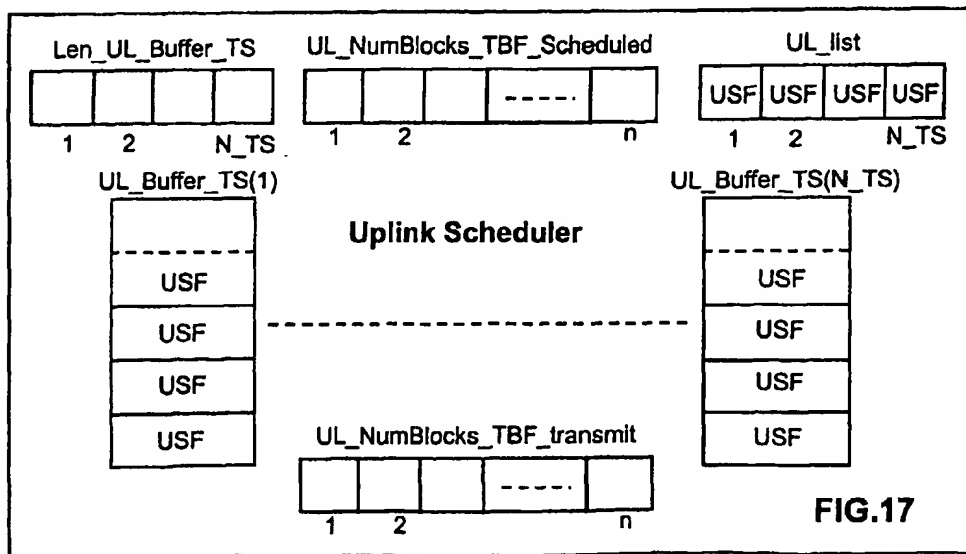 Len_UL_Buffer_TS
UL_NumBlocks_TBF_Scheduled
UL_list
USF USF USF USF
1 2 N_TS
1 2 n
1 2 N_TS
UL_Buffer_TS(1)
UL_Buffer_TS(N_TS)
Uplink Scheduler
USF
USF
USF
USF
USF
USF
USF
USF
UL_NumBlocks_TBF_transmit
1 2 n
FIG.17